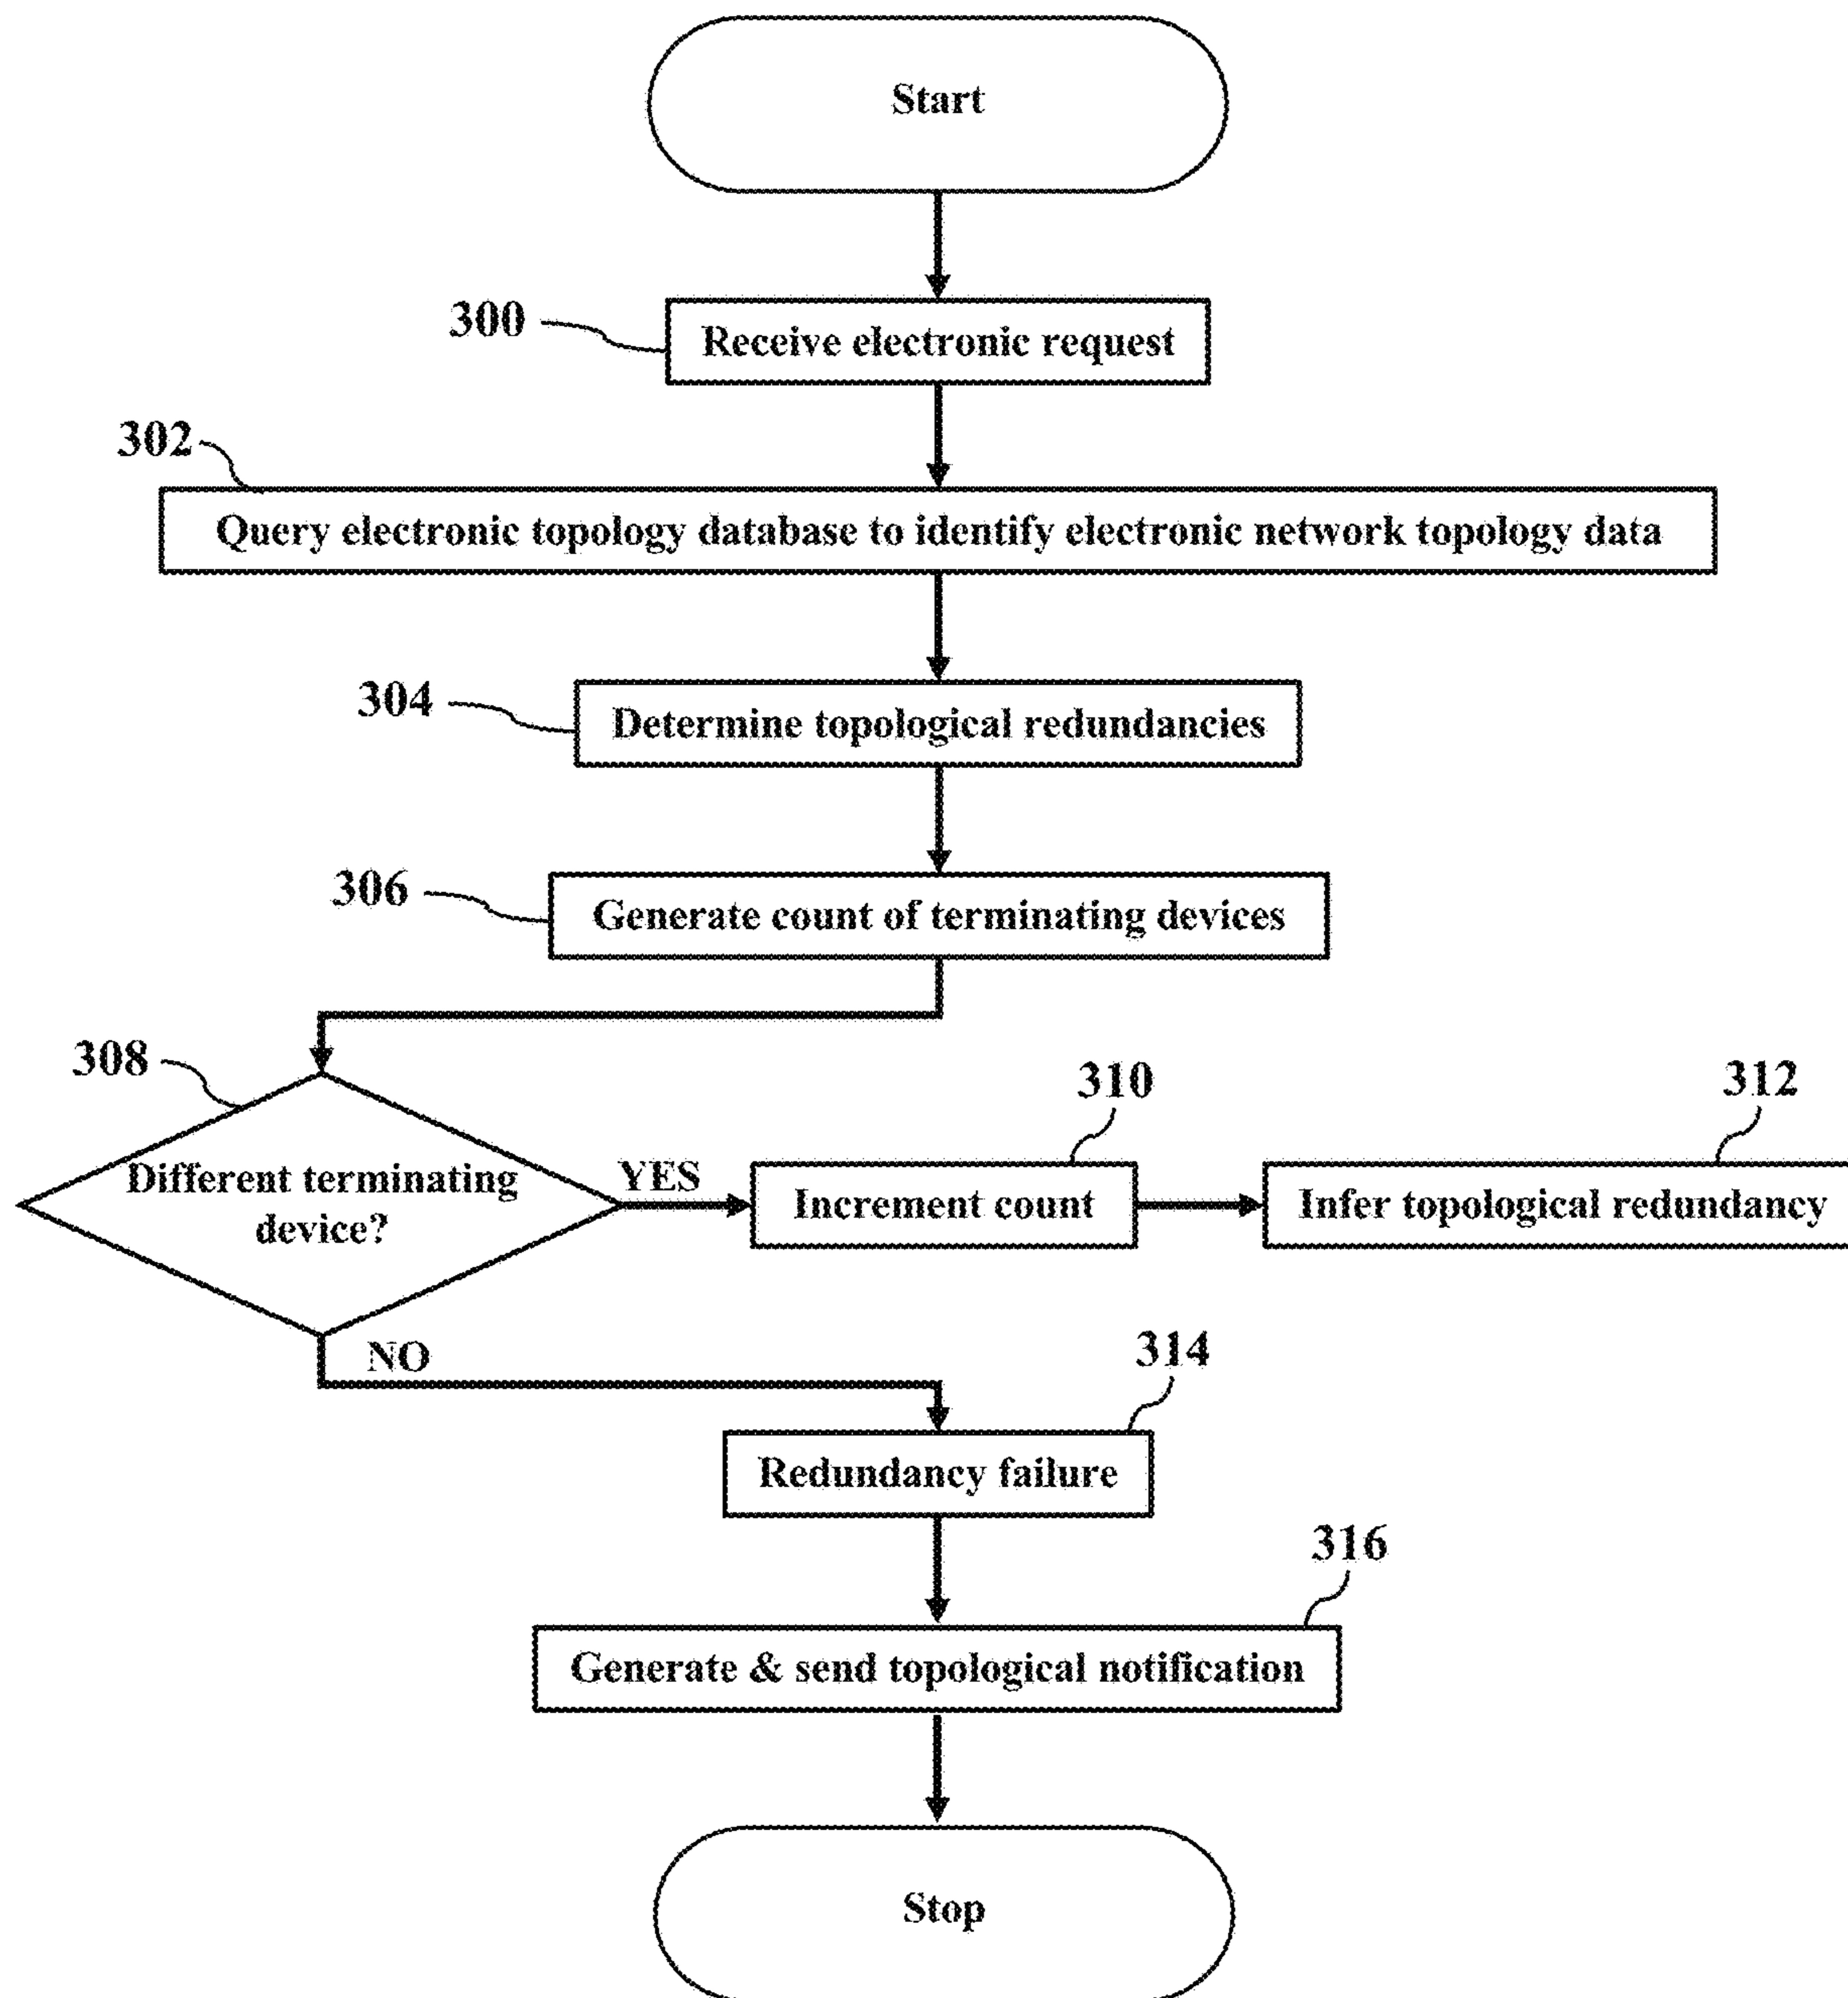 Start
300
Receive electronic request
302
Query electronic topology database to identify electronic network topology data
304
Determine topological redundancies
306
Generate count of terminating devices
308
Different terminating
device?
YES
310
Increment count
312
Infer topological redundancy
NO
314
Redundancy failure
316
Generate & send topological notification
Stop